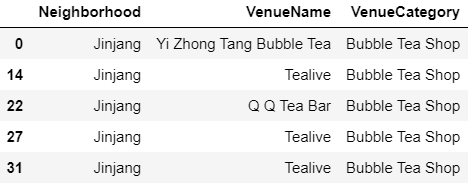 Neighborhood VenueName VenueCategory
0 Jinjang Yi Zhong Tang Bubble Tea Bubble Tea Shop
14 Jinjang Tealive Bubble Tea Shop
22 Jinjang Q Q Tea Bar Bubble Tea Shop
27 Jinjang Tealive Bubble Tea Shop
31 Jinjang Tealive Bubble Tea Shop